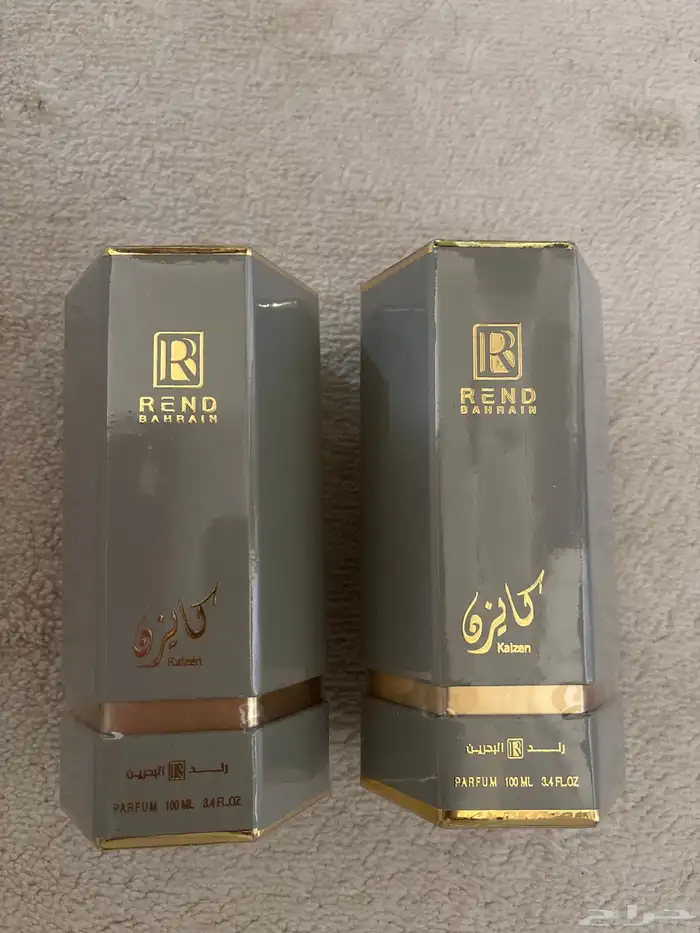 R
REND
BAHRAIN
كايزن
Kaizen
رند R البحرين
PARFUM 100 ML 3.4 FL.OZ
R
REND
BAHRAIN
كايزن
Kaizen
رند R البحرين
PARFUM 100 ML 3.4 FL.OZ
حراج